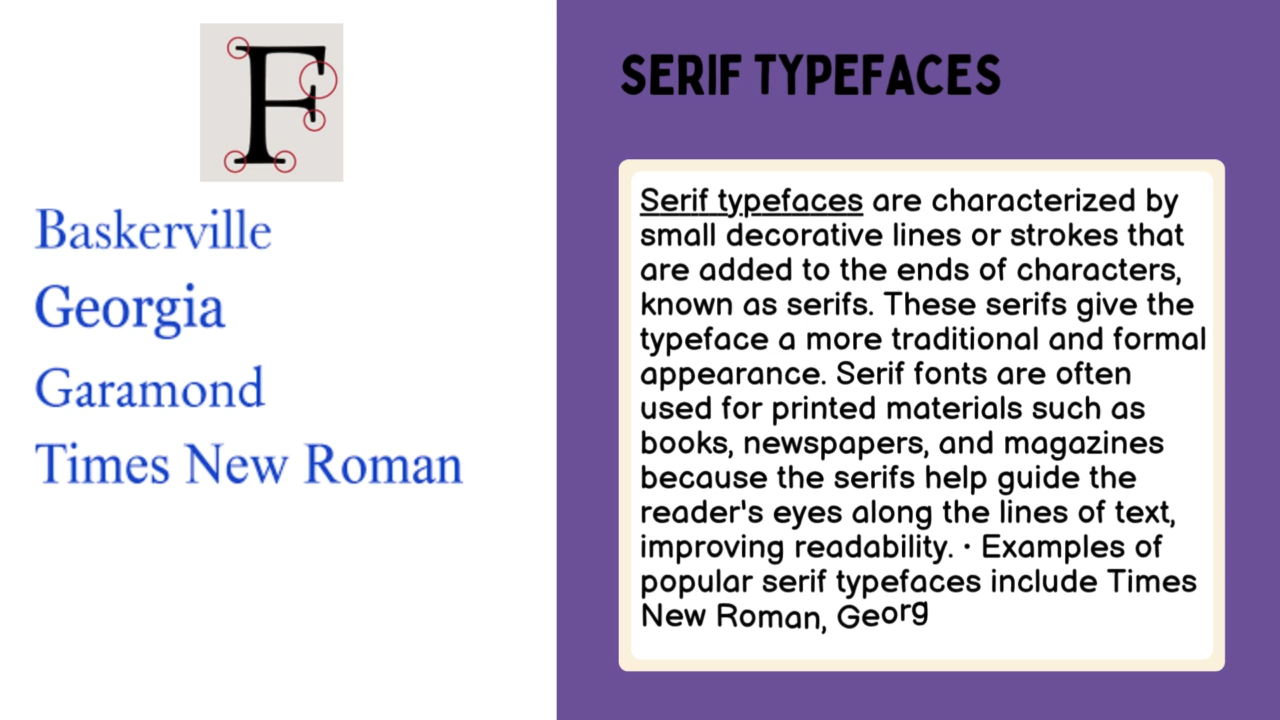 F
Baskerville
Georgia
Garamond
Times New Roman
SERIF TYPEFACES
Serif typefaces are characterized by
small decorative lines or strokes that
are added to the ends of characters,
known as serifs. These serifs give the
typeface a more traditional and formal
appearance. Serif fonts are often
used for printed materials such as
books, newspapers, and magazines
because the serifs help guide the
reader's eyes along the lines of text,
improving readability. · Examples of
popular serif typefaces include Times
New Roman, Georg